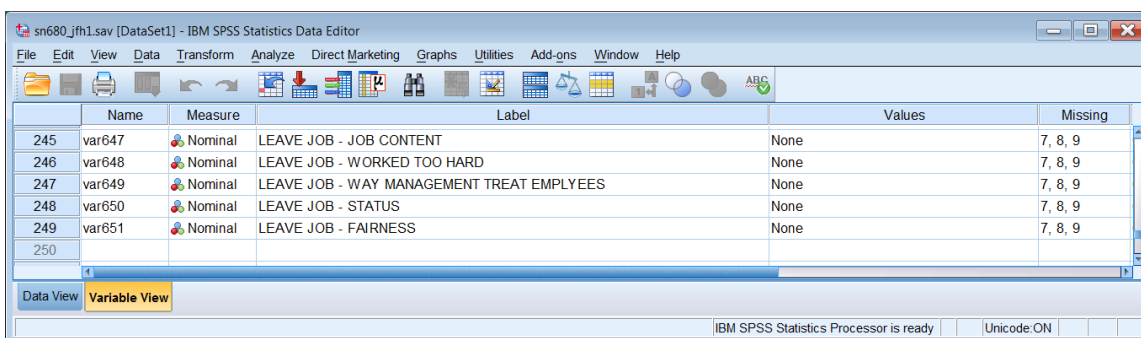 sn680_jfh1.sav [DataSet1] - IBM SPSS Statistics Data Editor
File Edit View Data Transform Analyze Direct Marketing Graphs Utilities Add-ons Window Help
Name Measure Label Values Missing
245 var647 Nominal LEAVE JOB - JOB CONTENT None 7, 8, 9
246 var648 Nominal LEAVE JOB - WORKED TOO HARD None 7, 8, 9
247 var649 Nominal LEAVE JOB - WAY MANAGEMENT TREAT EMPLYEES None 7, 8, 9
248 var650 Nominal LEAVE JOB - STATUS None 7, 8, 9
249 var651 Nominal LEAVE JOB - FAIRNESS None 7, 8, 9
250
Data View Variable View
IBM SPSS Statistics Processor is ready Unicode:ON